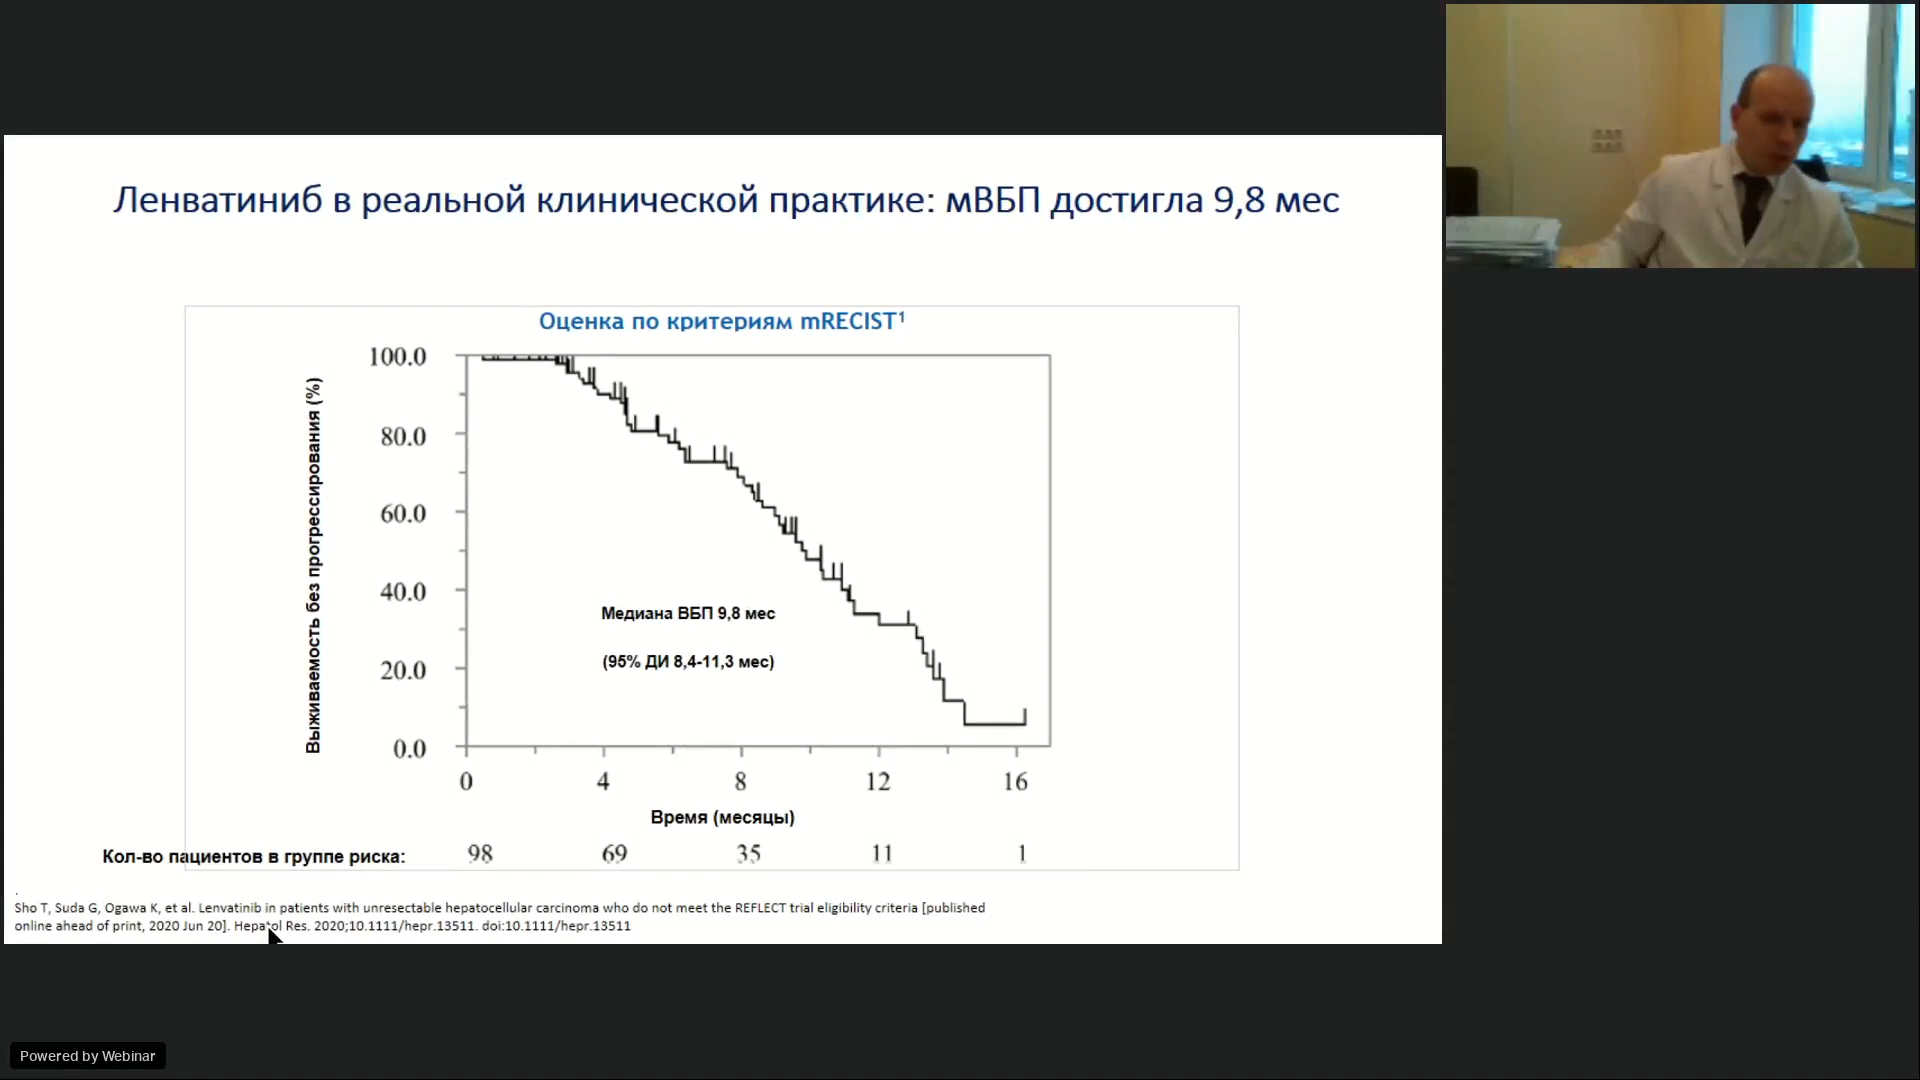 Ленватиниб в реальной клинической практике: мВБП достигла 9,8 мес
Оценка по критериям mRECIST¹
Выживаемость без прогрессирования (%)
100.0
80.0
60.0
40.0
20.0
0.0
Медиана ВБП 9,8 мес
(95% ДИ 8,4-11,3 мес)
0 4 8 12 16
Время (месяцы)
Кол-во пациентов в группе риска: 98 69 35 11 1
.
Sho T, Suda G, Ogawa K, et al. Lenvatinib in patients with unresectable hepatocellular carcinoma who do not meet the REFLECT trial eligibility criteria [published
online ahead of print, 2020 Jun 20]. Hepatol Res. 2020;10.1111/hepr.13511. doi:10.1111/hepr.13511
Powered by Webinar